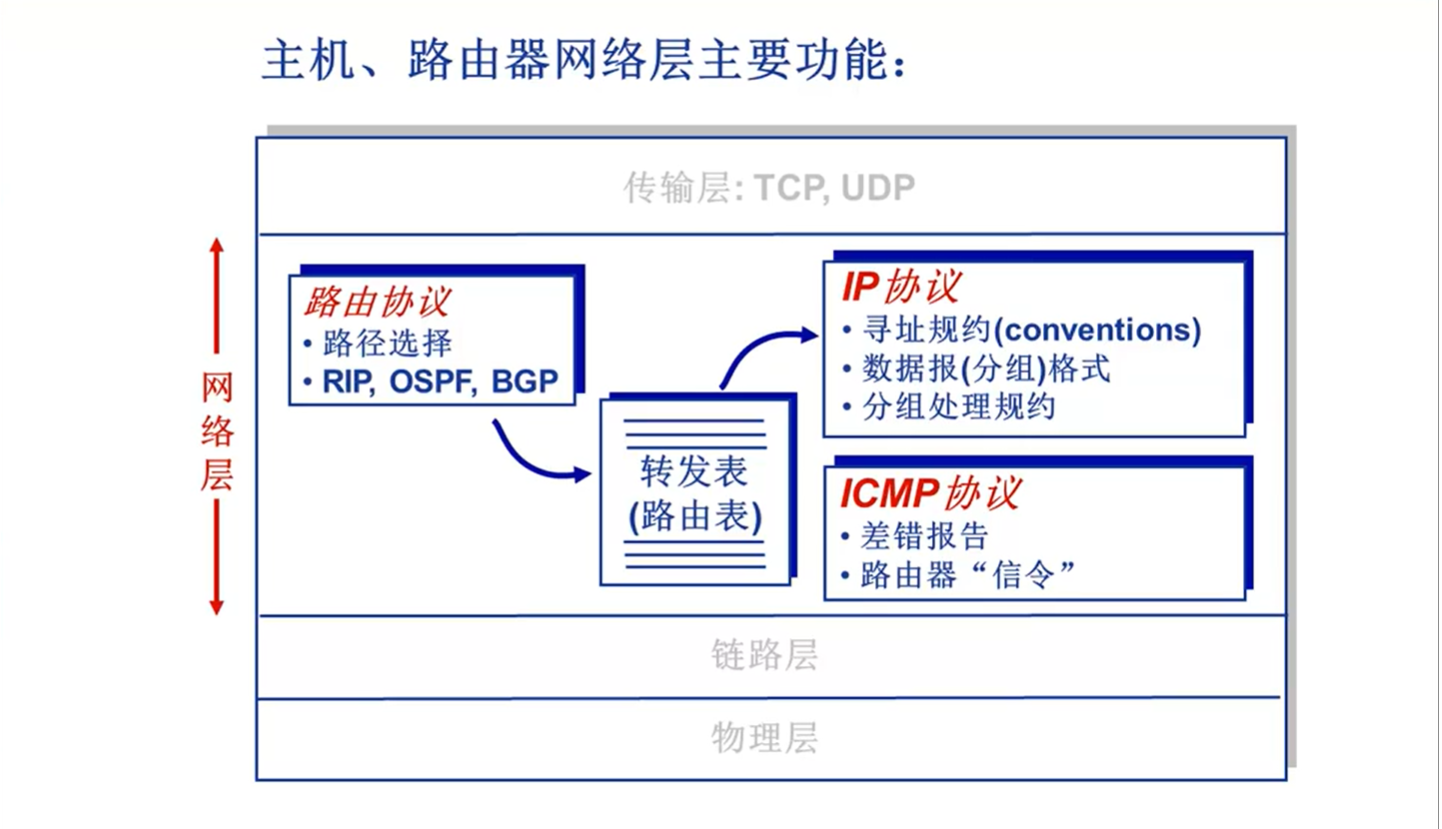 主机、路由器网络层主要功能：
传输层: TCP, UDP
网络层
路由协议
• 路径选择
• RIP, OSPF, BGP
转发表
(路由表)
IP协议
• 寻址规约(conventions)
• 数据报(分组)格式
• 分组处理规约
ICMP协议
• 差错报告
• 路由器“信令”
链路层
物理层